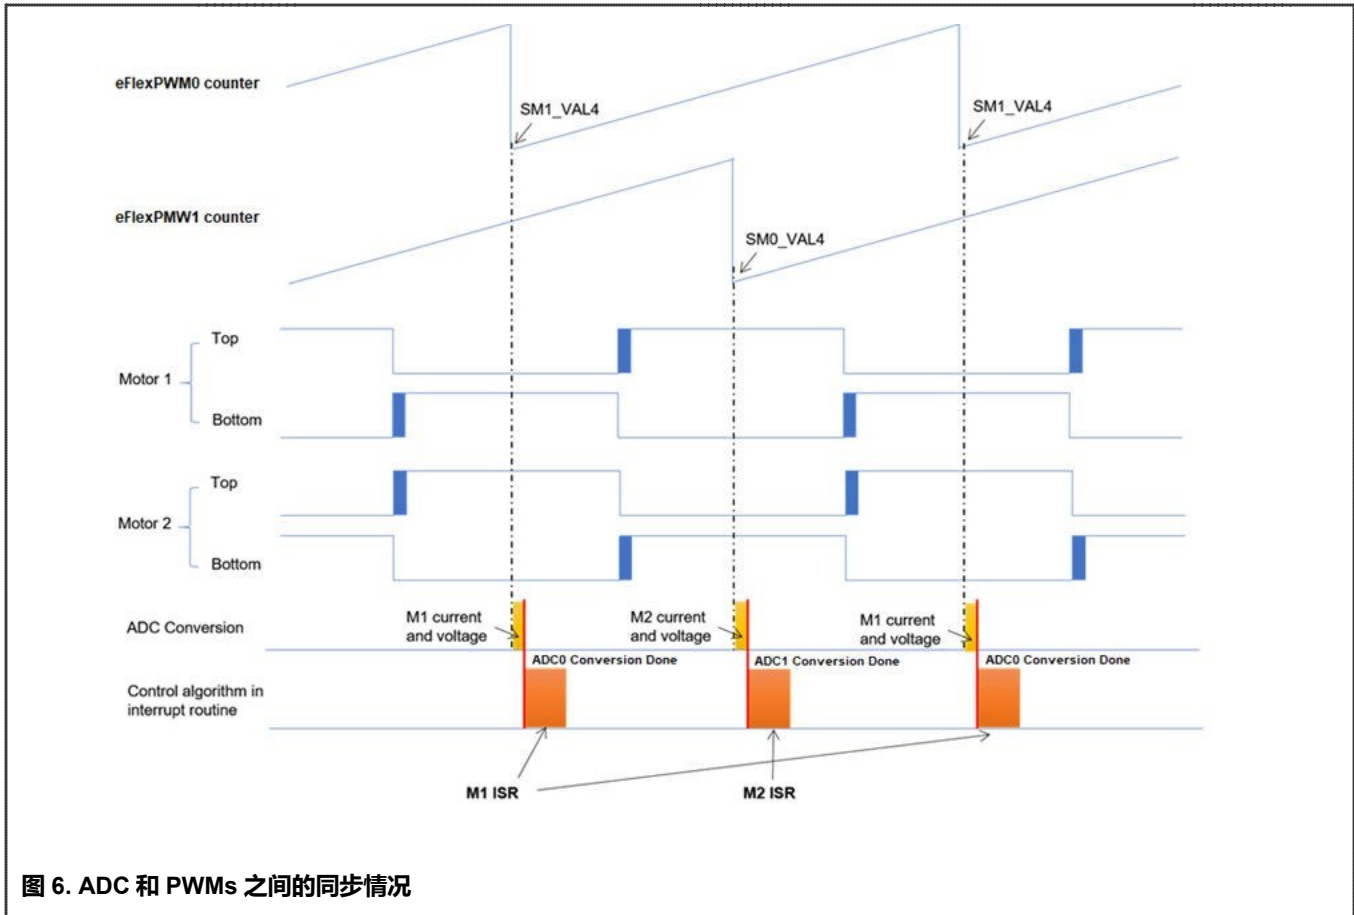 eFlexPWM0 counter
SM1_VAL4
SM1_VAL4
eFlexPMW1 counter
SM0_VAL4
Motor 1
Top
Bottom
Motor 2
Top
Bottom
ADC Conversion
M1 current
and voltage
M2 current
and voltage
M1 current
and voltage
ADC0 Conversion Done
ADC1 Conversion Done
ADC0 Conversion Done
Control algorithm in
interrupt routine
M1 ISR
M2 ISR
图 6. ADC 和 PWMs 之间的同步情况